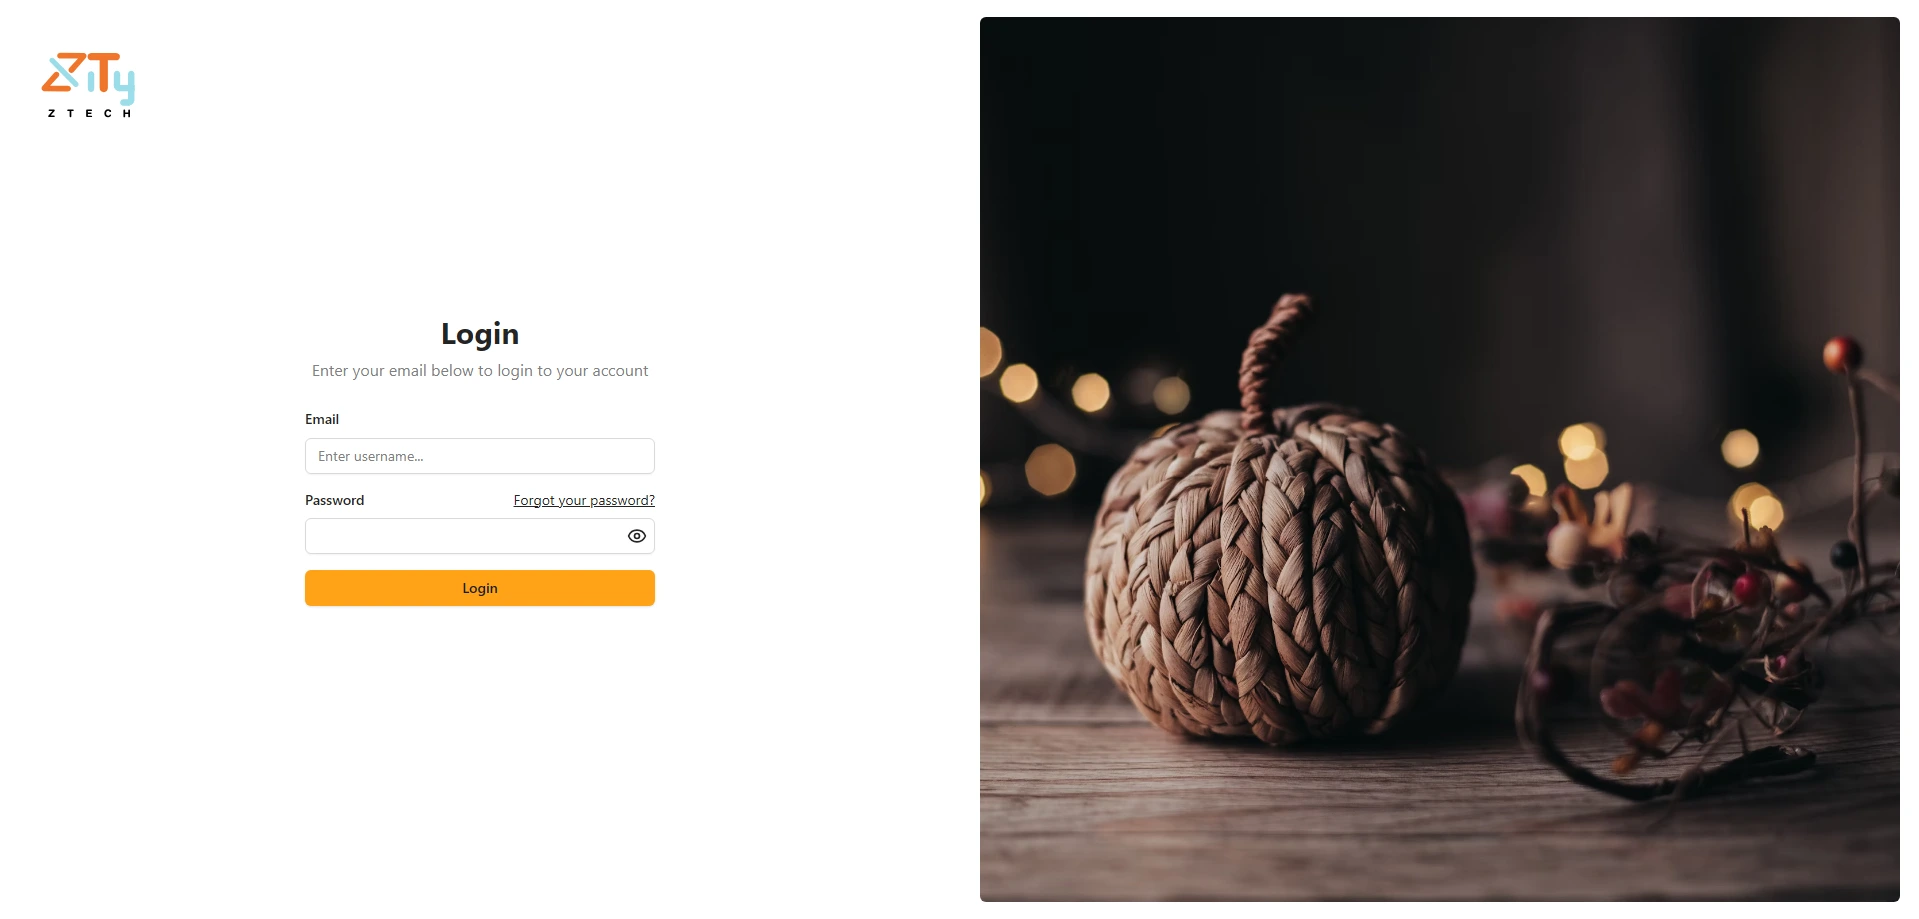 ZiTy
ZTECH
Login
Enter your email below to login to your account
Email
Enter username...
Password
Forgot your password?
Login